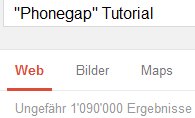 "Phonegap" Tutorial
Web Bilder Maps
Ungefähr 1'090'000 Ergebnisse